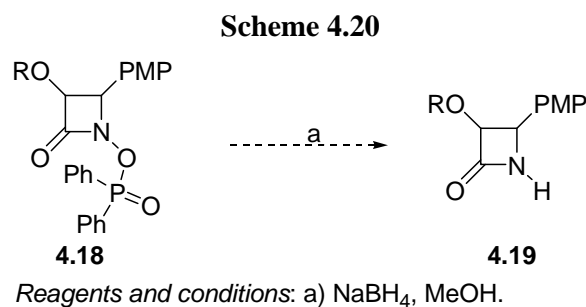 Scheme 4.20
RO PMP
O N
O
Ph P O
Ph
4.18
a
RO PMP
O N
H
4.19
Reagents and conditions: a) NaBH₄, MeOH.